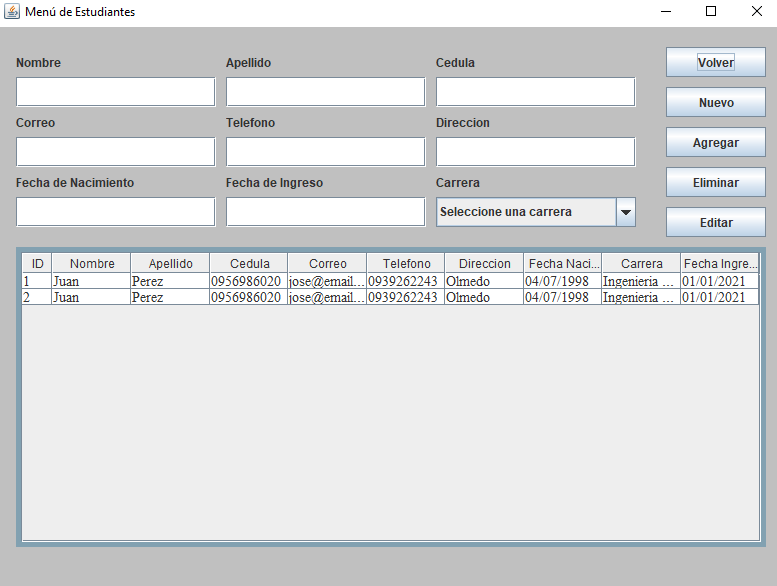 Menú de Estudiantes
Nombre Apellido Cedula Volver
Nuevo
Correo Telefono Direccion
Agregar
Fecha de Nacimiento Fecha de Ingreso Carrera Eliminar
Seleccione una carrera
Editar
ID Nombre Apellido Cedula Correo Telefono Direccion Fecha Naci... Carrera Fecha Ingre...
1 Juan Perez 0956986020 jose@email... 0939262243 Olmedo 04/07/1998 Ingenieria ... 01/01/2021
2 Juan Perez 0956986020 jose@email... 0939262243 Olmedo 04/07/1998 Ingenieria ... 01/01/2021